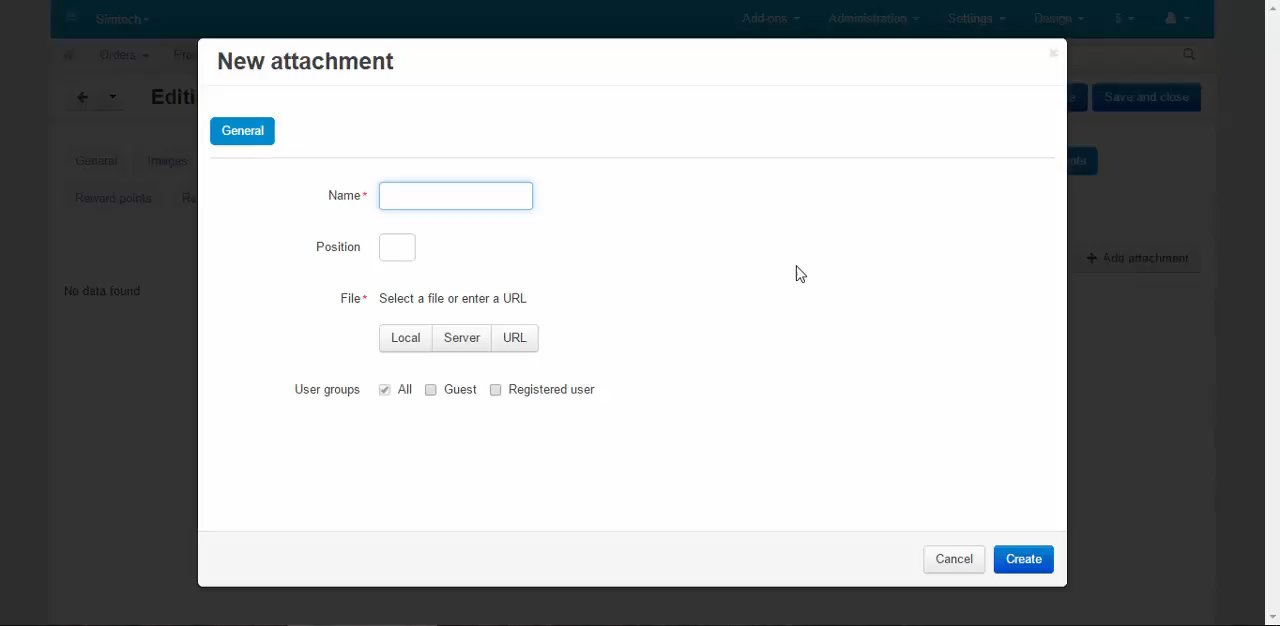 Simtech
Add-ons Administration Settings Design $
Orders
New attachment
Save and close
General
General Images
Reward points
Name*
Position
Add attachment
No data found
File* Select a file or enter a URL
Local Server URL
User groups All Guest Registered user
Cancel Create